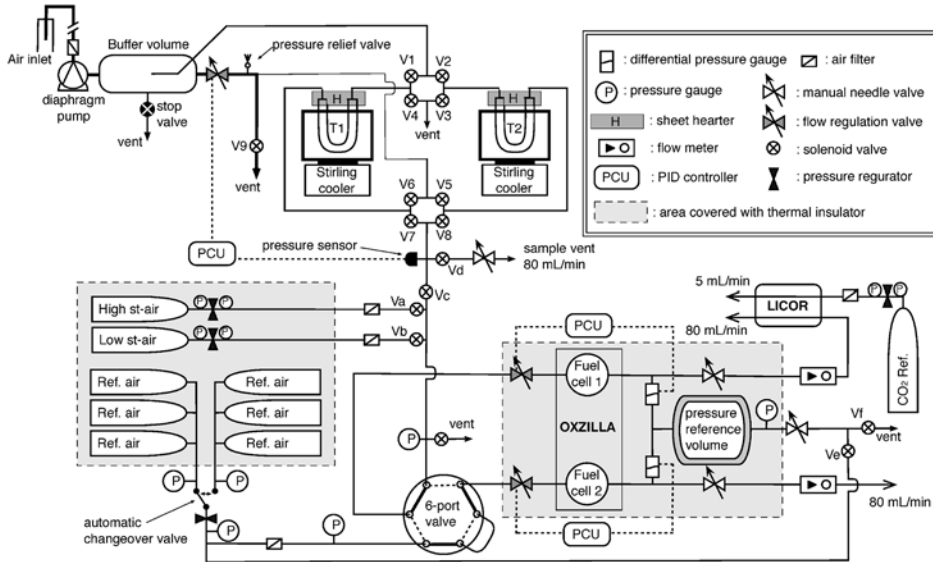 Air inlet
diaphragm
pump
Buffer volume
stop
valve
vent
pressure relief valve
V9
vent
V1 V2
V4 V3
vent
H
T1
Stirling
cooler
H
T2
Stirling
cooler
V6 V5
V7 V8
PCU
pressure sensor
Vd
sample vent
80 mL/min
Vc
: differential pressure gauge
: air filter
P : pressure gauge
: manual needle valve
H : sheet hearter
: flow regulation valve
: flow meter
: solenoid valve
PCU : PID controller
: pressure regurator
: area covered with thermal insulator
High st-air
P P
Va
Low st-air
P P
Vb
Ref. air Ref. air
Ref. air Ref. air
Ref. air Ref. air
P P
automatic
changeover valve
P
P
P
vent
6-port
valve
PCU
Fuel
cell 1
OXZILLA
Fuel
cell 2
PCU
pressure
reference
volume
P
5 mL/min
LICOR
80 mL/min
P P
CO2 Ref.
Vf
vent
Ve
80 mL/min